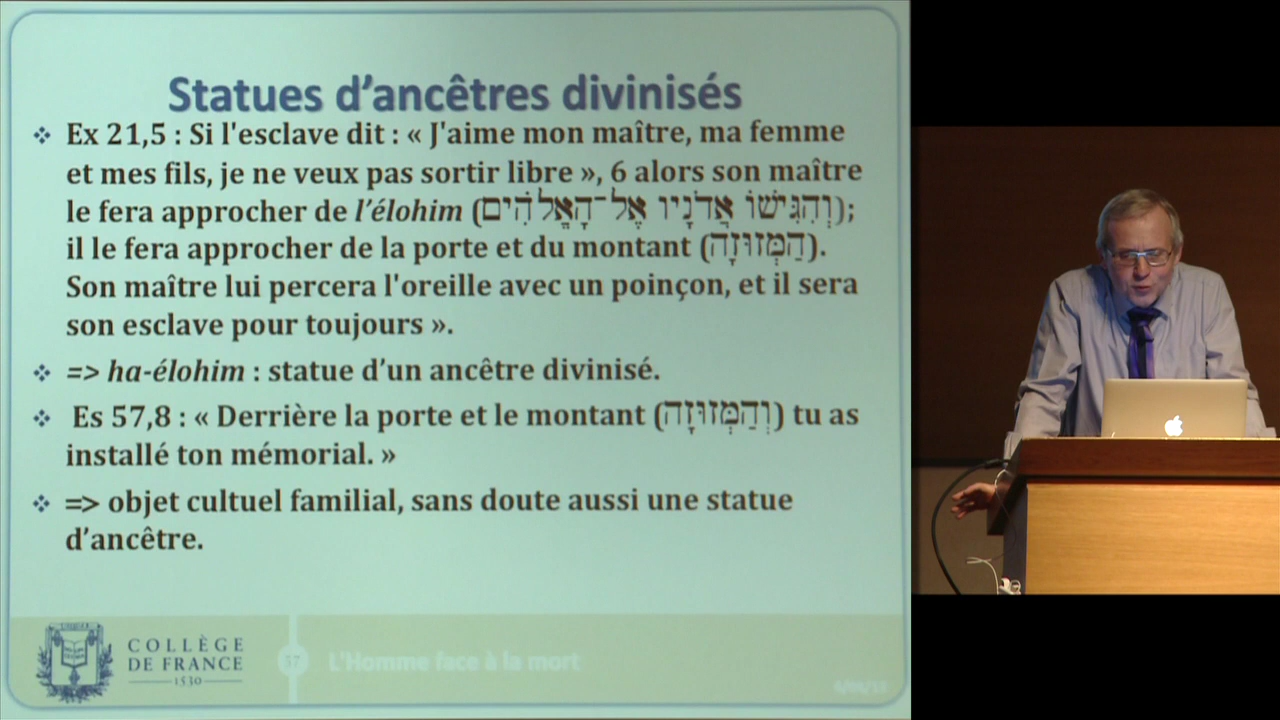 Statues d’ancêtres divinisés
❖ Ex 21,5 : Si l'esclave dit : « J'aime mon maître, ma femme
et mes fils, je ne veux pas sortir libre », 6 alors son maître
le fera approcher de l’élohim (וְהִגִּישׁוֹ אֲדֹנָיו אֶל־הָאֱלֹהִים);
il le fera approcher de la porte et du montant (הַמְּזוּזָה).
Son maître lui percera l'oreille avec un poinçon, et il sera
son esclave pour toujours ».
❖ => ha-élohim : statue d’un ancêtre divinisé.
❖ Es 57,8 : « Derrière la porte et le montant (וְהַמְּזוּזָה) tu as
installé ton mémorial. »
❖ => objet cultuel familial, sans doute aussi une statue
d’ancêtre.
COLLÈGE
DE FRANCE
1530
37
L'Homme face à la mort